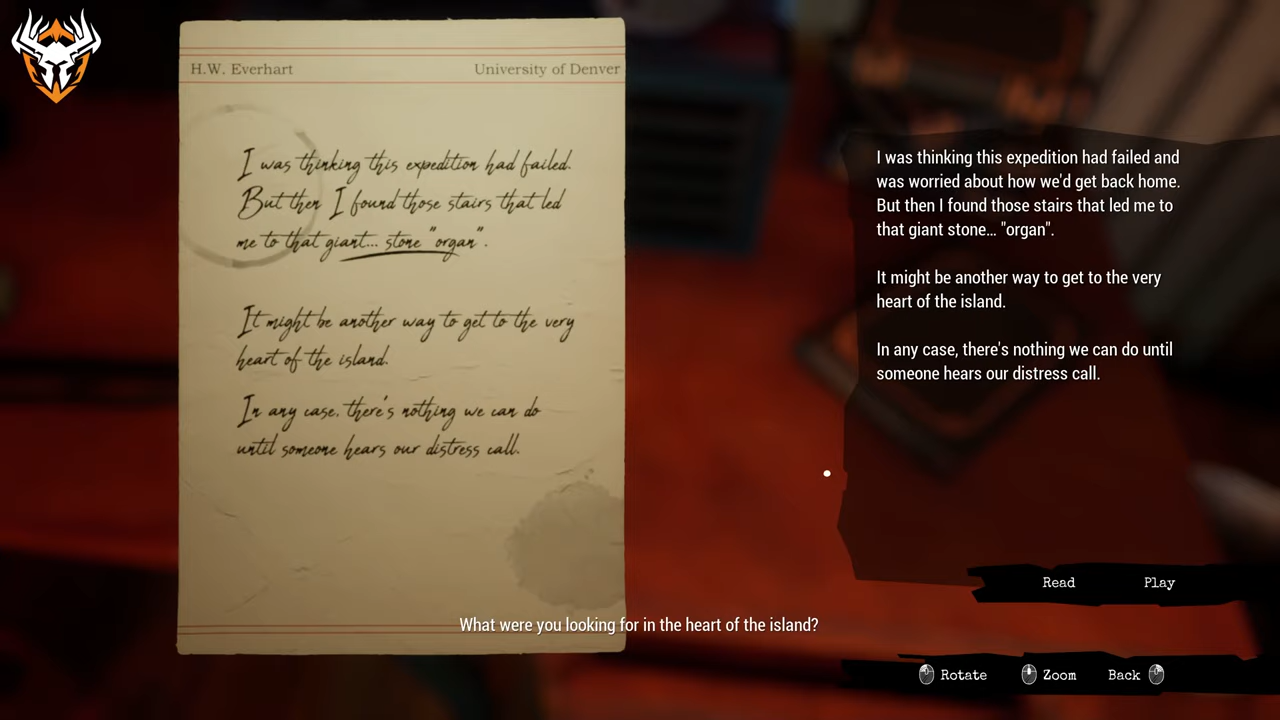 H.W. Everhart University of Denver
I was thinking this expedition had failed.
But then I found those stairs that led
me to that giant... stone "organ".
It might be another way to get to the very
heart of the island.
In any case, there's nothing we can do
until someone hears our distress call.
I was thinking this expedition had failed and
was worried about how we'd get back home.
But then I found those stairs that led me to
that giant stone... "organ".
It might be another way to get to the very
heart of the island.
In any case, there's nothing we can do until
someone hears our distress call.
What were you looking for in the heart of the island?
Read Play
Rotate Zoom Back